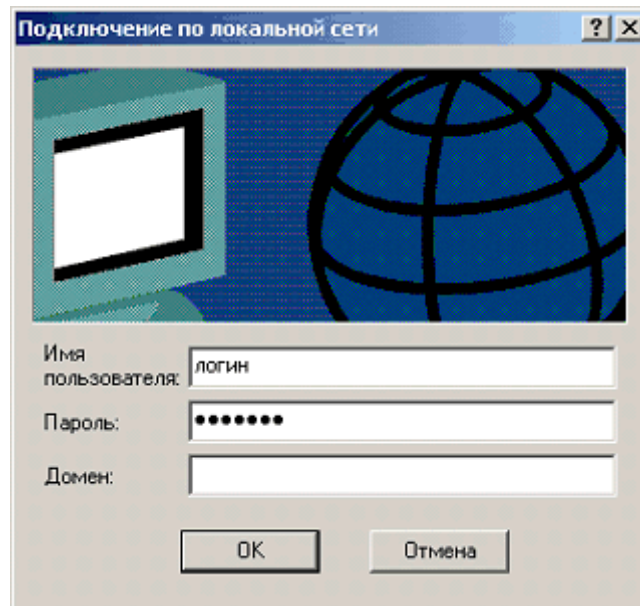 Подключение по локальной сети
Имя
пользователя:
логин
Пароль:
•••••••
Домен:
OK
Отмена